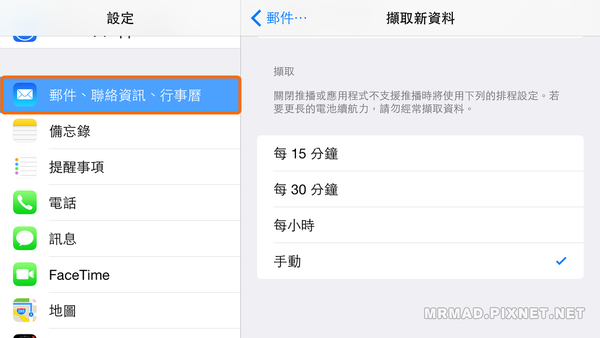 設定
郵件、聯絡資訊、行事曆
備忘錄
提醒事項
電話
訊息
FaceTime
地圖
郵件⋯
擷取新資料
擷取
關閉推播或應用程式不支援推播時將使用下列的排程設定。若
要更長的電池續航力，請勿經常擷取資料。
每 15 分鐘
每 30 分鐘
每小時
手動
MRMAD.PIXNET.NET